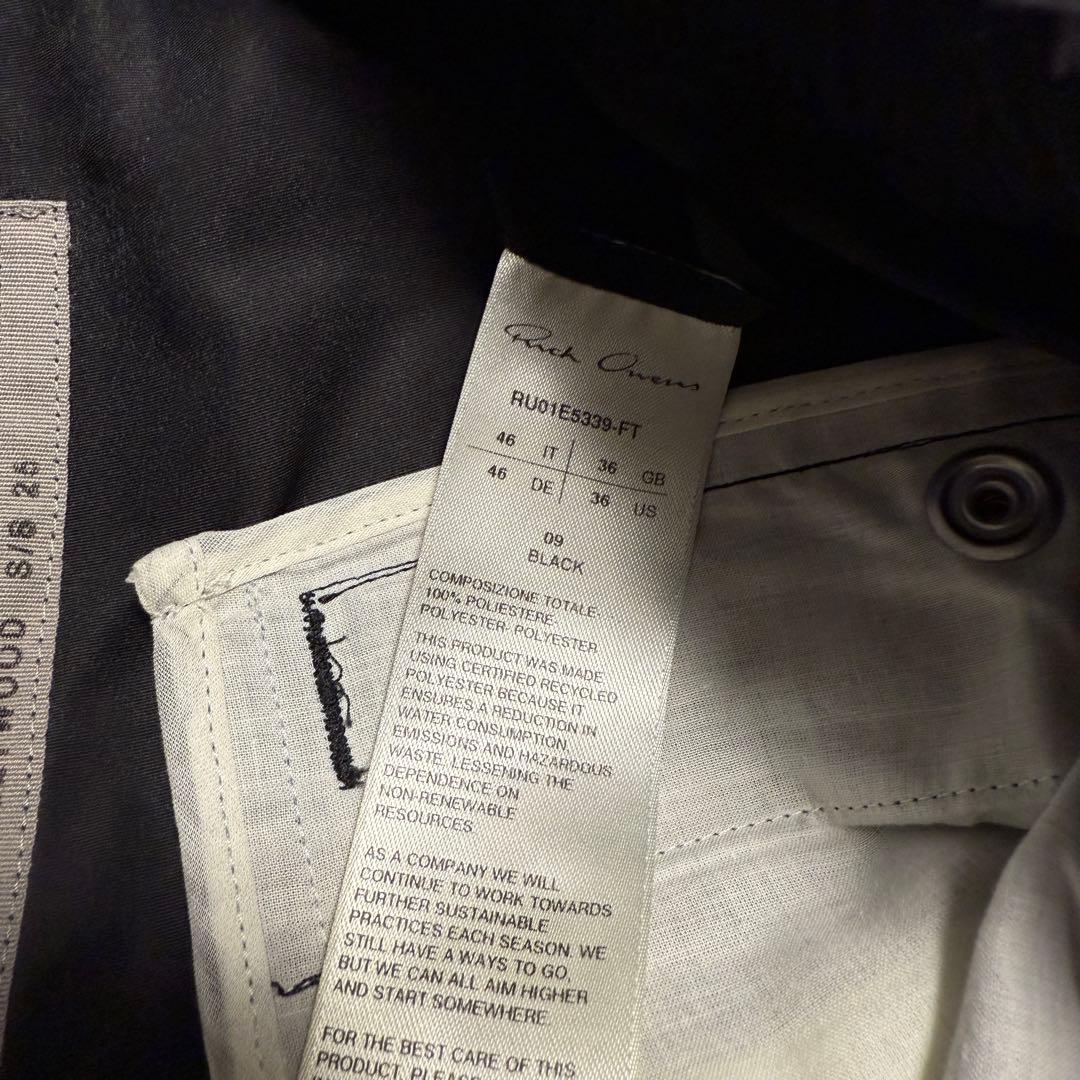 Rick Owens
RU01E5339-FT
46 IT 36 GB
46 DE 36 US
09
BLACK
COMPOSIZIONE TOTALE:
100% POLIESTERE.
POLYESTER. POLYESTER
THIS PRODUCT WAS MADE
USING CERTIFIED RECYCLED
POLYESTER BECAUSE IT
ENSURES A REDUCTION IN
WATER CONSUMPTION,
EMISSIONS AND HAZARDOUS
WASTE, LESSENING THE
DEPENDENCE ON
NON-RENEWABLE
RESOURCES.
AS A COMPANY WE WILL
CONTINUE TO WORK TOWARDS
FURTHER SUSTAINABLE
PRACTICES EACH SEASON. WE
STILL HAVE A WAYS TO GO,
BUT WE CAN ALL AIM HIGHER
AND START SOMEWHERE.
FOR THE BEST CARE OF THIS
PRODUCT, PLEASE
S/S 25